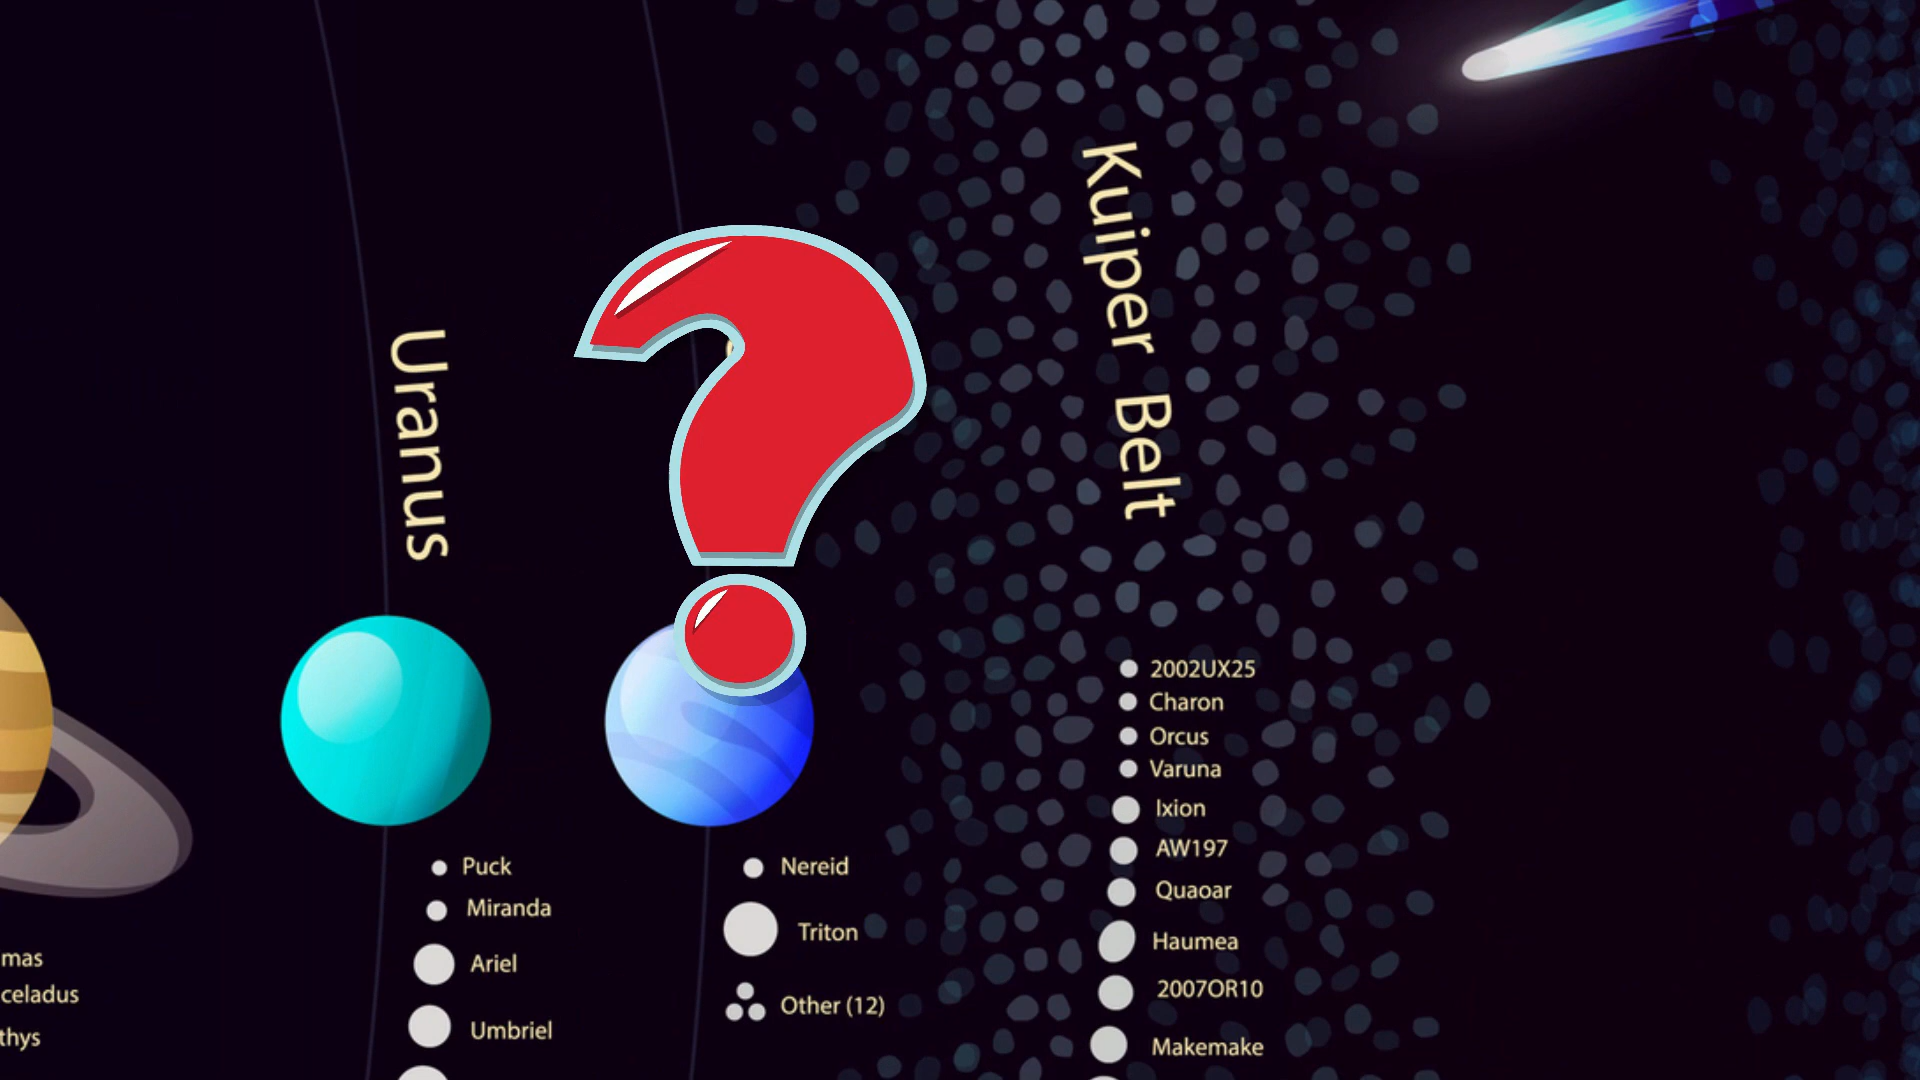 Uranus
Kuiper Belt
Puck
Miranda
Ariel
Umbriel
Nereid
Triton
Other (12)
2002UX25
Charon
Orcus
Varuna
Ixion
AW197
Quaoar
Haumea
2007OR10
Makemake
mas
celadus
thys